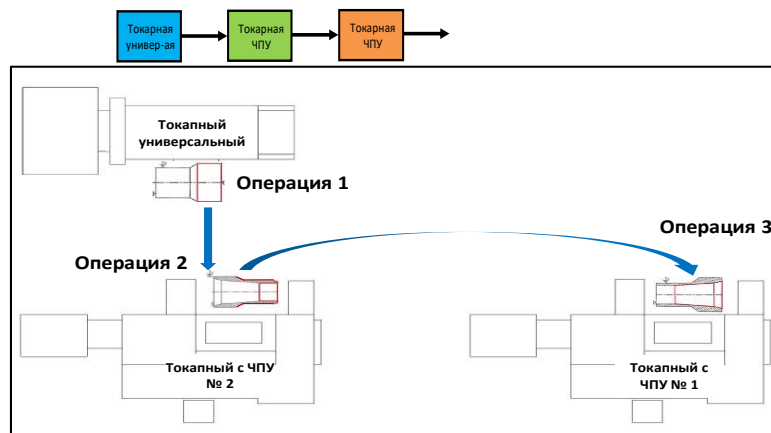 Токарная
универ-ая
Токарная
ЧПУ
Токарная
ЧПУ
Токапный
универсальный
Операция 1
Операция 3
Операция 2
Токапный с ЧПУ
№ 2
Токапный с
ЧПУ № 1